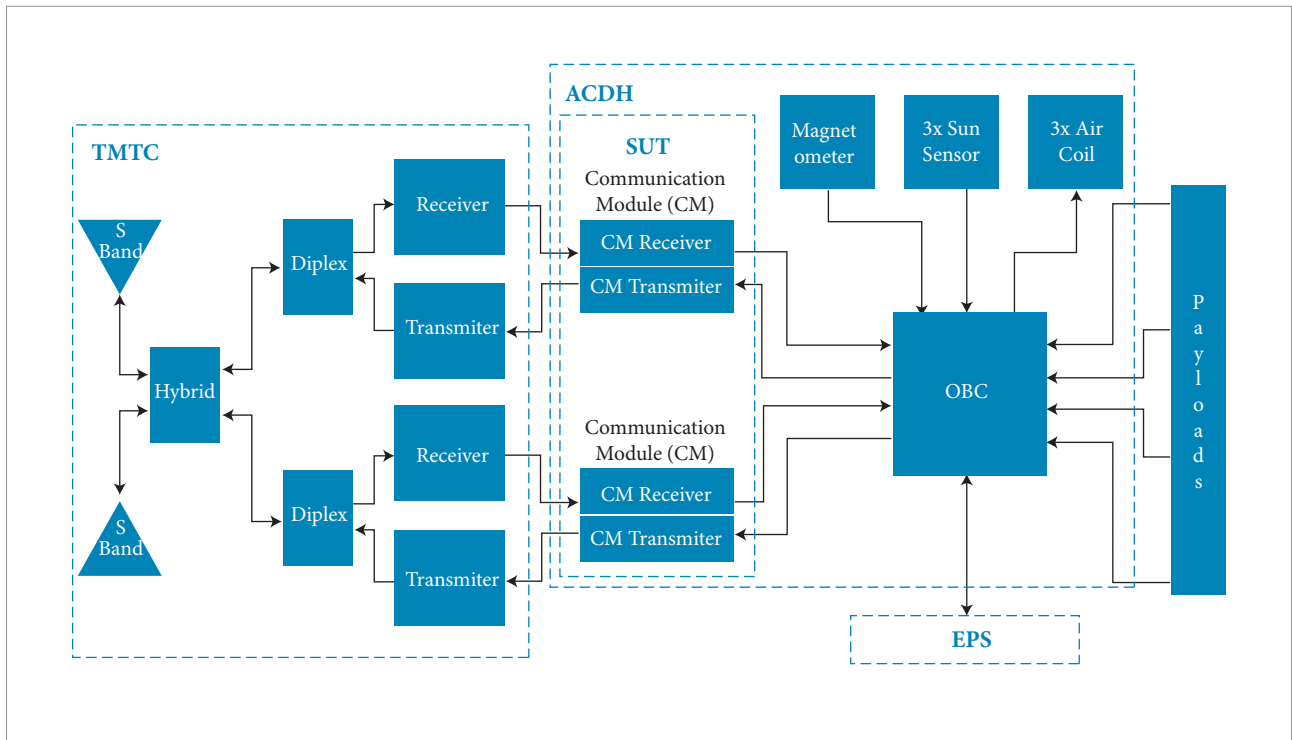 TMTC
S
Band
Hybrid
S
Band
Diplex
Diplex
Receiver
Transmiter
Receiver
Transmiter
ACDH
SUT
Communication
Module (CM)
CM Receiver
CM Transmiter
Communication
Module (CM)
CM Receiver
CM Transmiter
Magnet
ometer
3x Sun
Sensor
3x Air
Coil
OBC
EPS
P
a
y
l
o
a
d
s